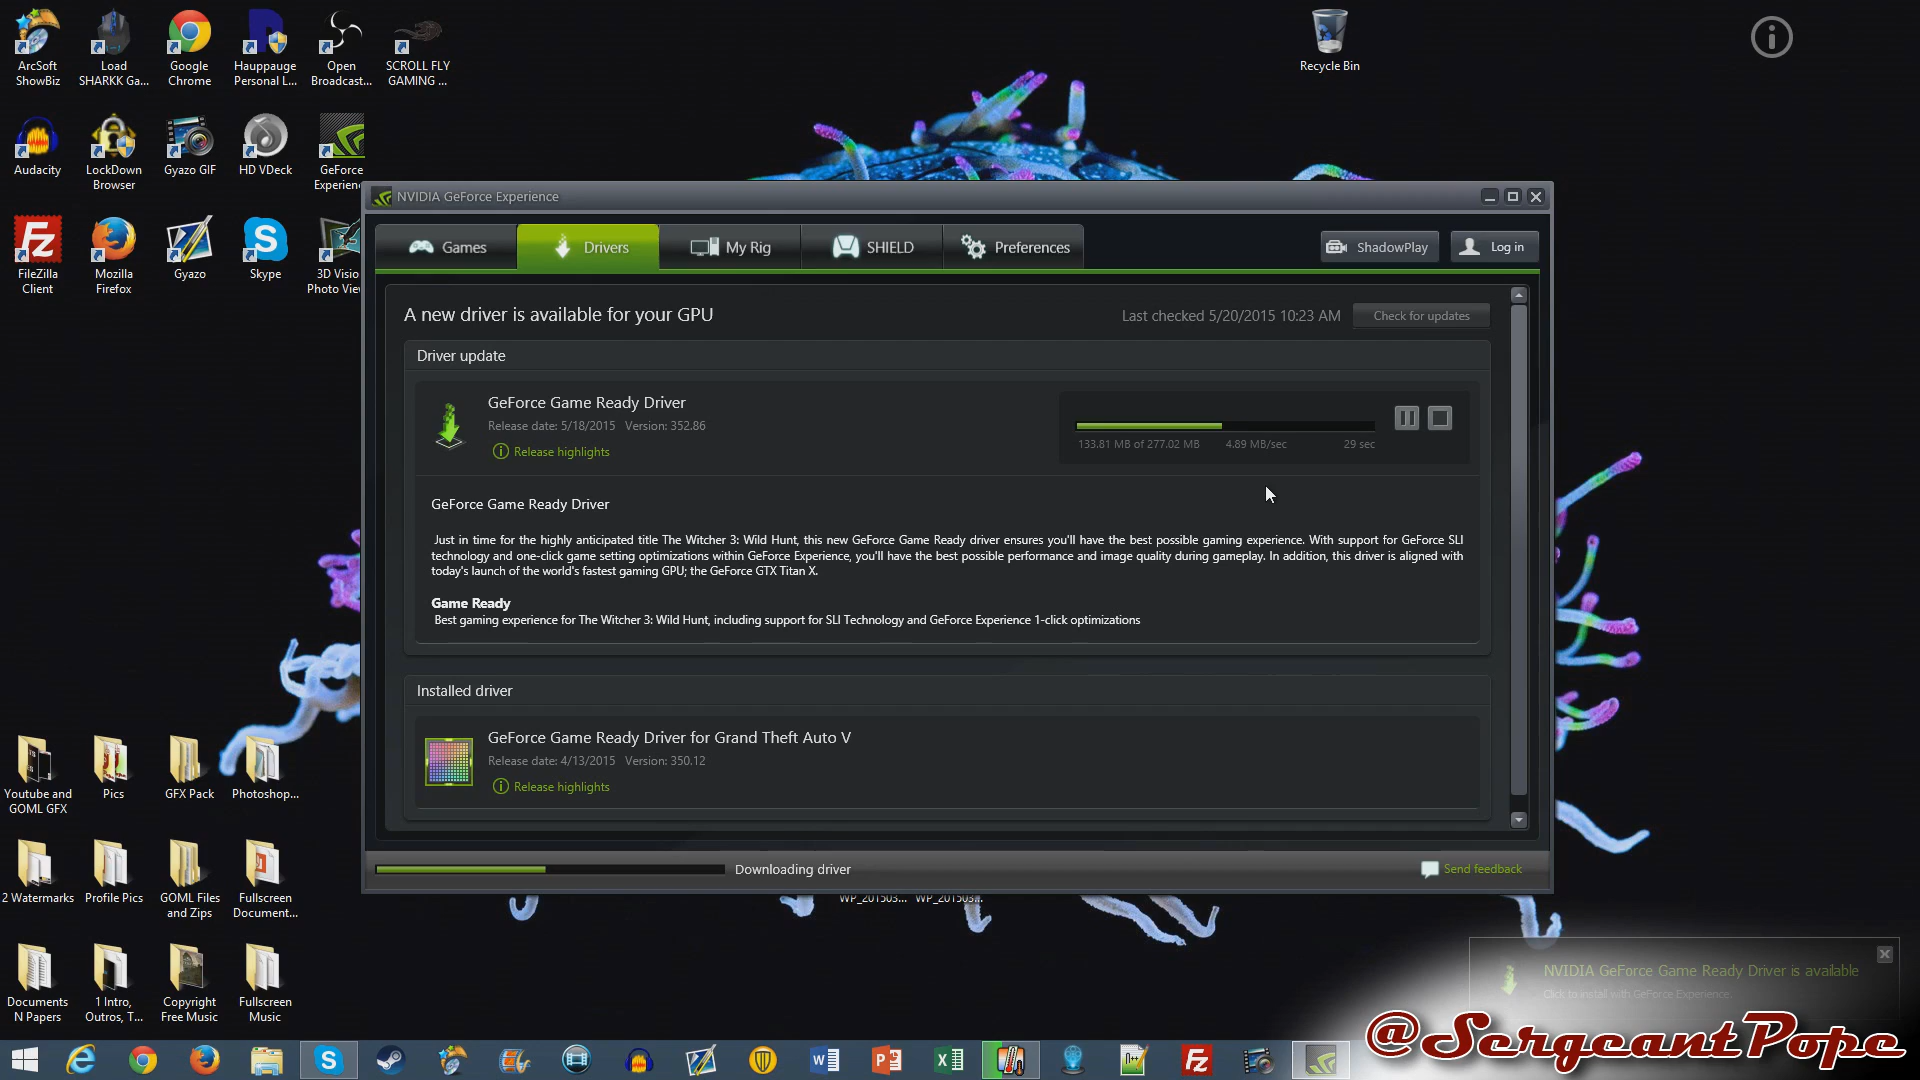 ArcSoft
ShowBiz
Load
SHARKK Ga...
Google
Chrome
Hauppauge
Personal L...
Open
Broadcast...
SCROLL FLY
GAMING ...
Recycle Bin
Audacity
LockDown
Browser
Gyazo GIF
HD VDeck
GeForce
Experienc
FileZilla
Client
Mozilla
Firefox
Gyazo
Skype
3D Visio
Photo Vie
NVIDIA GeForce Experience
Games
Drivers
My Rig
SHIELD
Preferences
ShadowPlay
Log in
A new driver is available for your GPU
Last checked 5/20/2015 10:23 AM
Check for updates
Driver update
GeForce Game Ready Driver
Release date: 5/18/2015 Version: 352.86
Release highlights
133.81 MB of 277.02 MB
4.89 MB/sec
29 sec
GeForce Game Ready Driver
Just in time for the highly anticipated title The Witcher 3: Wild Hunt, this new GeForce Game Ready driver ensures you'll have the best possible gaming experience. With support for GeForce SLI
technology and one-click game setting optimizations within GeForce Experience, you'll have the best possible performance and image quality during gameplay. In addition, this driver is aligned with
today's launch of the world's fastest gaming GPU; the GeForce GTX Titan X.
Game Ready
Best gaming experience for The Witcher 3: Wild Hunt, including support for SLI Technology and GeForce Experience 1-click optimizations
Installed driver
GeForce Game Ready Driver for Grand Theft Auto V
Release date: 4/13/2015 Version: 350.12
Release highlights
Downloading driver
Send feedback
Youtube and
GOML GFX
Pics
GFX Pack
Photoshop...
2 Watermarks
Profile Pics
GOML Files
and Zips
Fullscreen
Document...
WP_201503...
WP_201503...
Documents
N Papers
1 Intro,
Outros, T...
Copyright
Free Music
Fullscreen
Music
NVIDIA GeForce Game Ready Driver is available
Click to install with GeForce Experience.
@SergeantPope